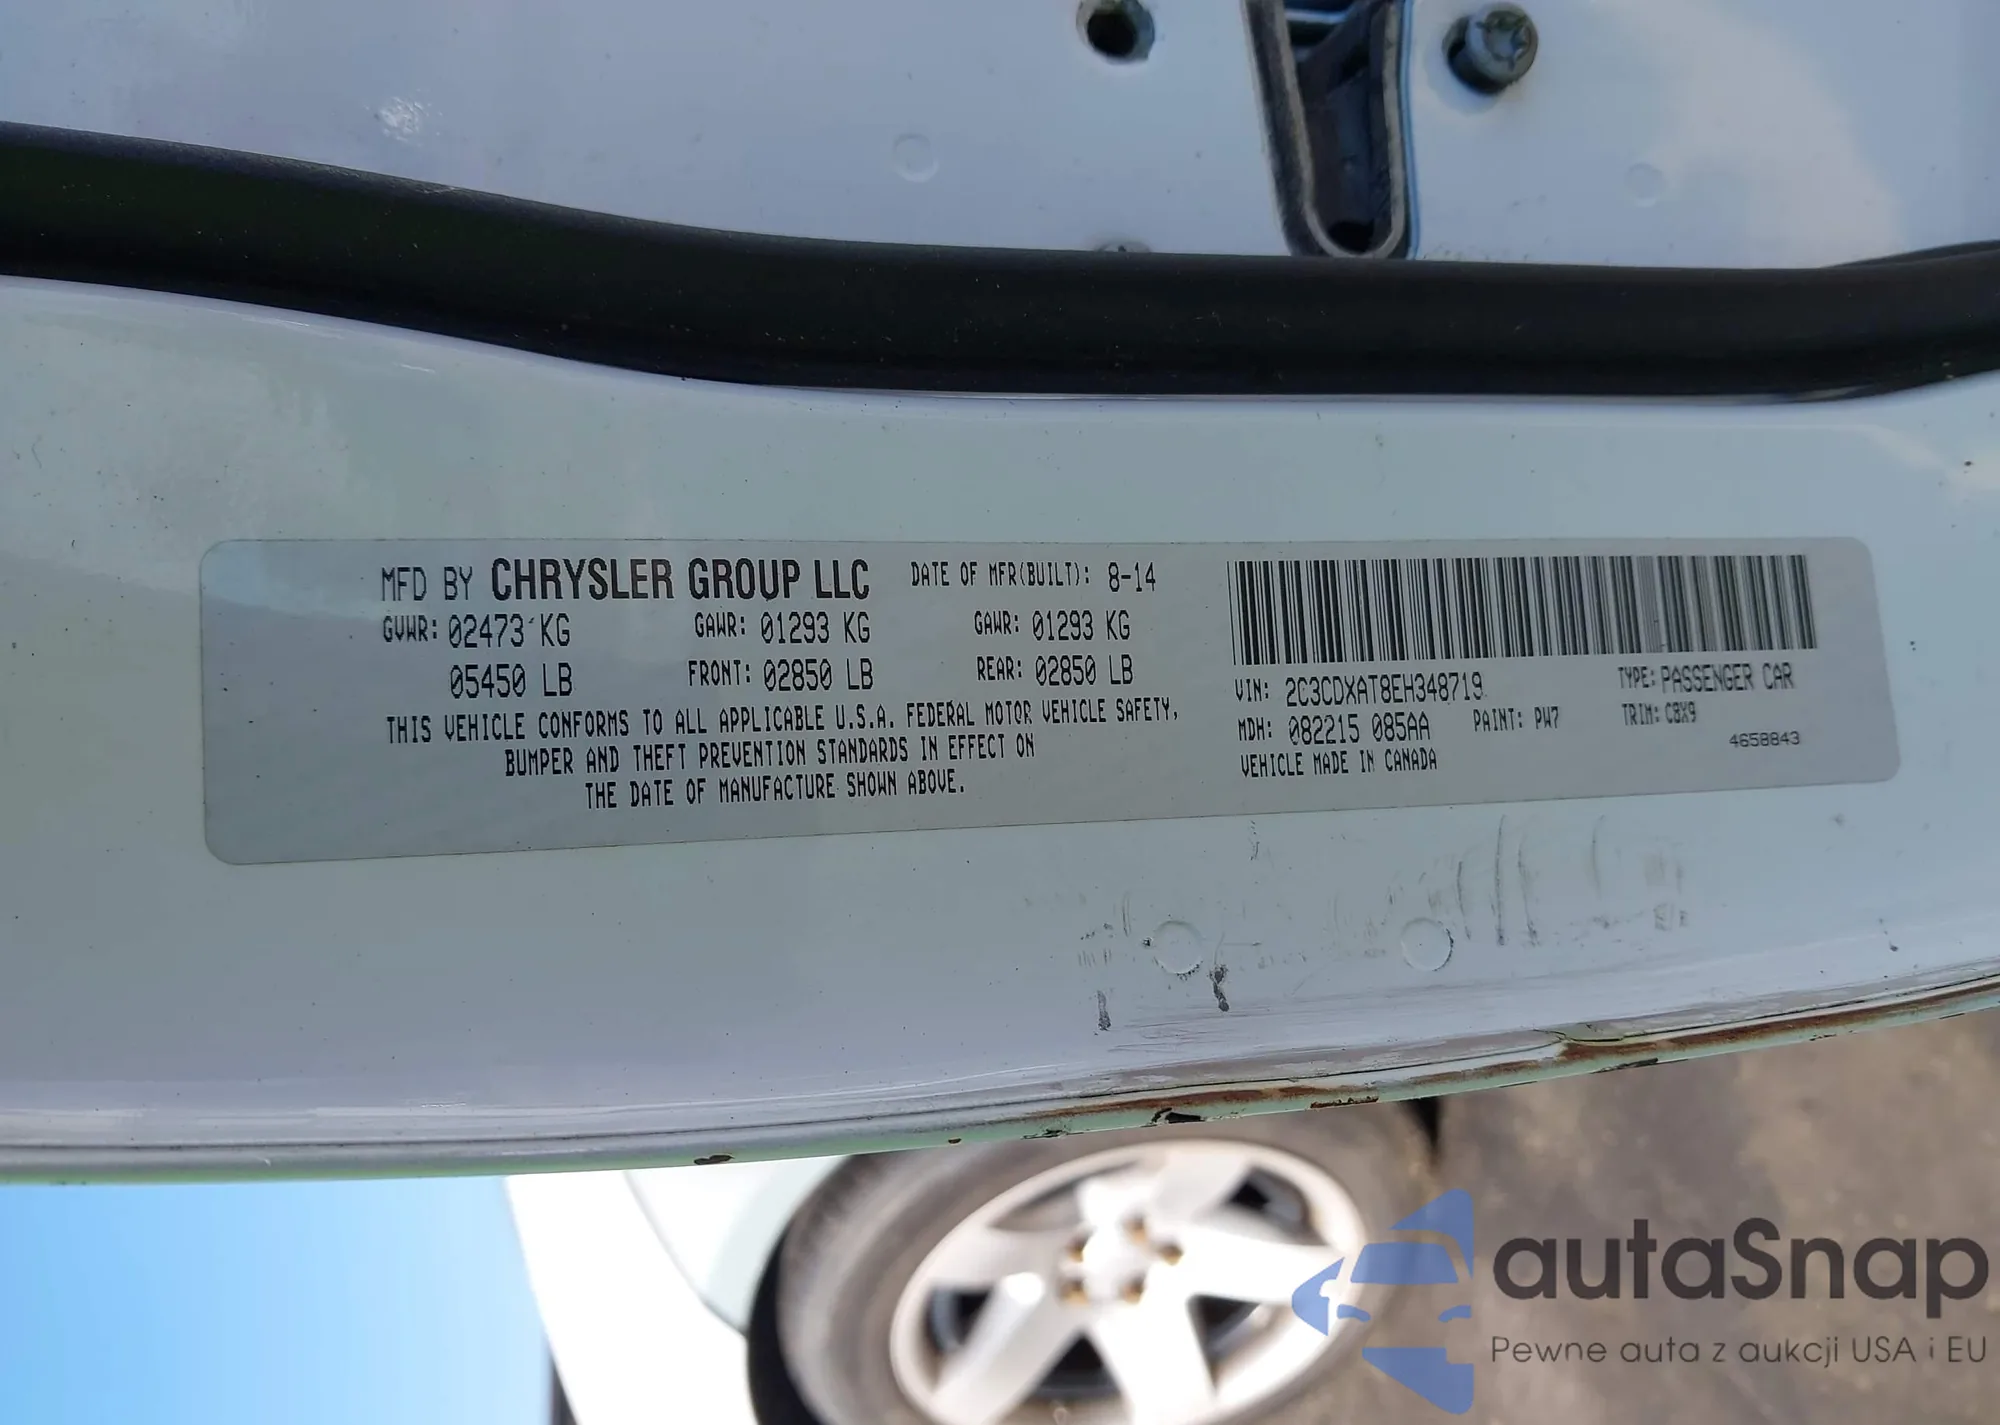 MFD BY CHRYSLER GROUP LLC DATE OF MFR(BUILT): 8-14
GVWR: 02473 KG GAWR: 01293 KG GAWR: 01293 KG
05450 LB FRONT: 02850 LB REAR: 02850 LB
THIS VEHICLE CONFORMS TO ALL APPLICABLE U.S.A. FEDERAL MOTOR VEHICLE SAFETY,
BUMPER AND THEFT PREVENTION STANDARDS IN EFFECT ON
THE DATE OF MANUFACTURE SHOWN ABOVE.
VIN: 2C3CDXAT8EH348719 TYPE: PASSENGER CAR
MDH: 082215 085AA PAINT: PW7 TRIM: C8X9
VEHICLE MADE IN CANADA 4658843
autoSnap
Pewne auta z aukcji USA i EU